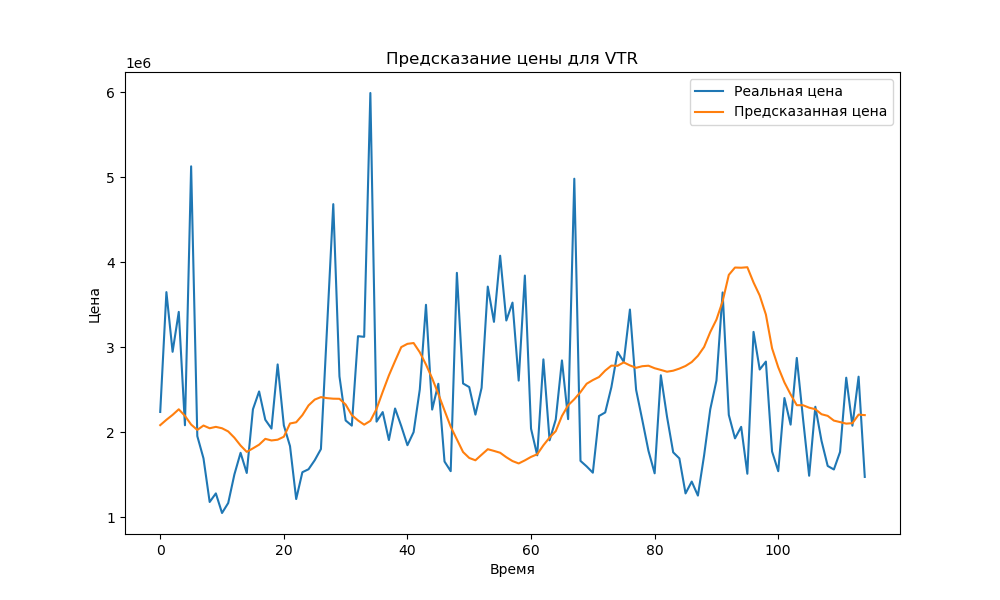 Предсказание цены для VTR
1e6
Реальная цена
Предсказанная цена
6
5
4
3
2
1
Цена
0 20 40 60 80 100
Время